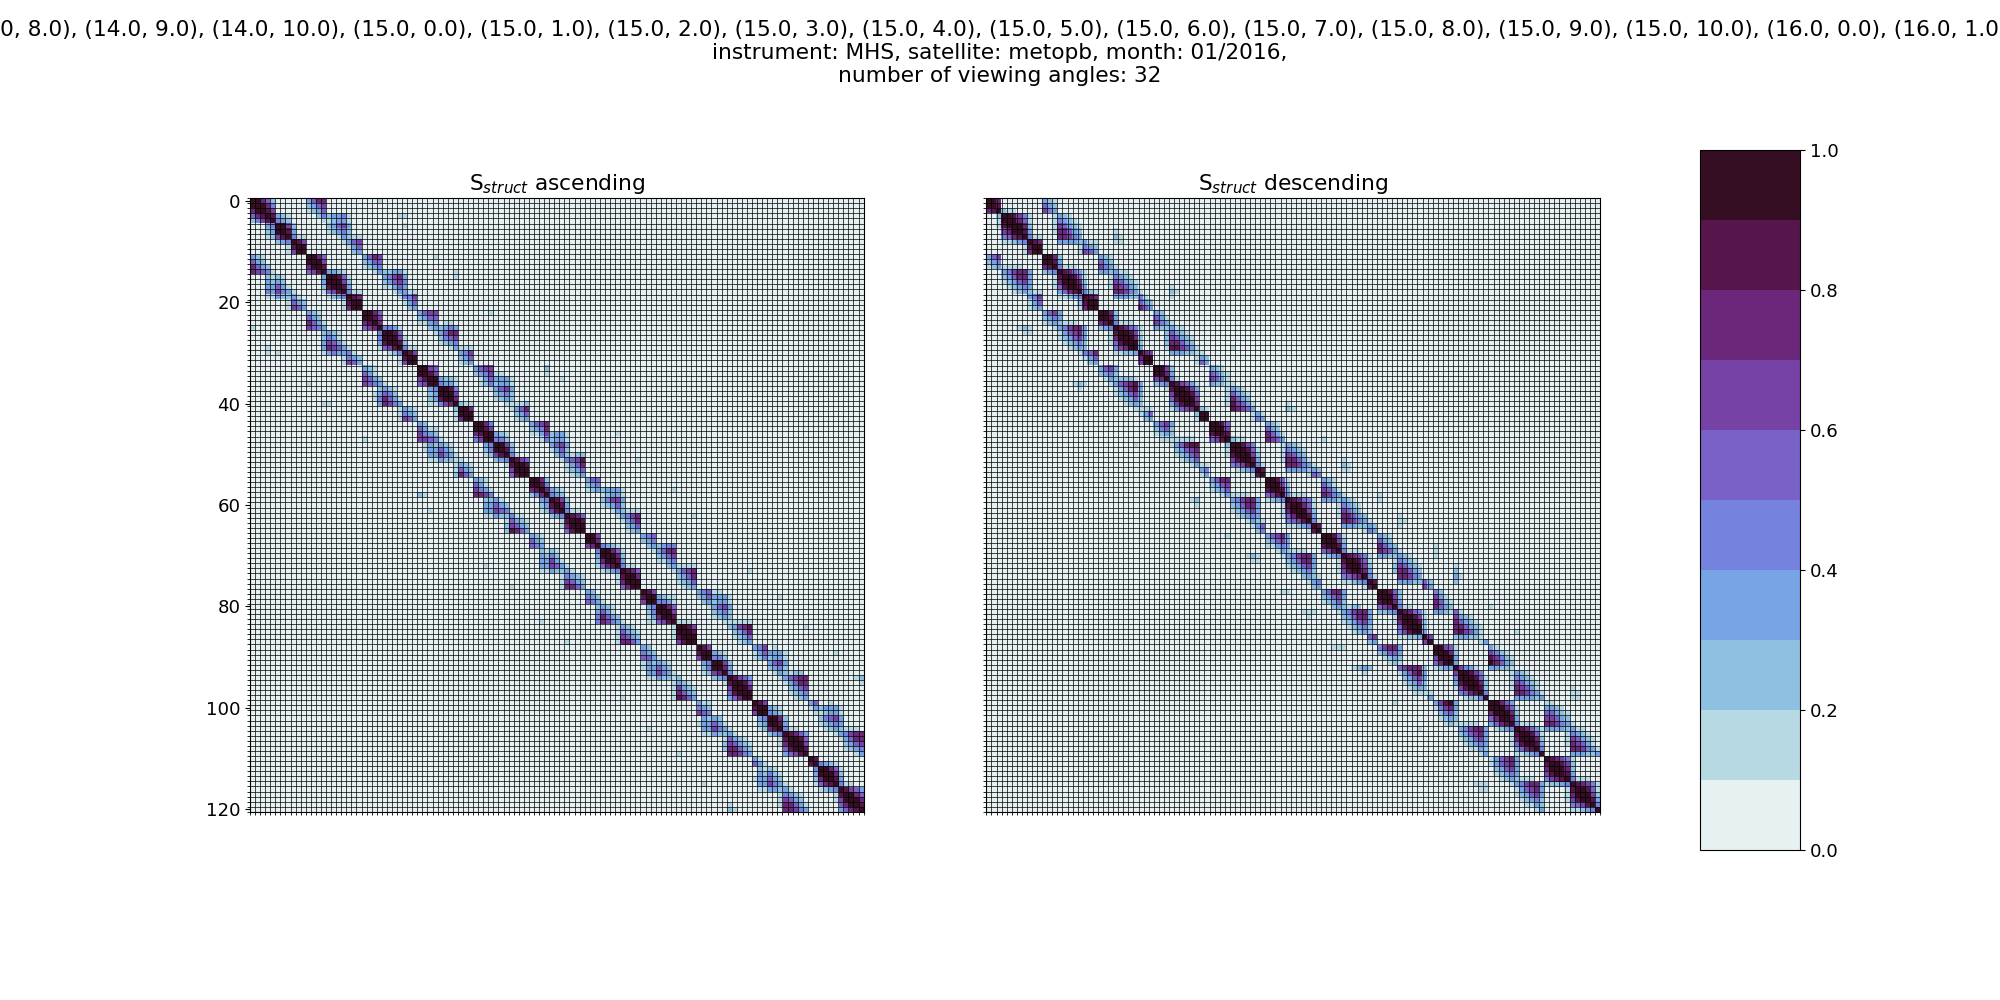 0, 8.0), (14.0, 9.0), (14.0, 10.0), (15.0, 0.0), (15.0, 1.0), (15.0, 2.0), (15.0, 3.0), (15.0, 4.0), (15.0, 5.0), (15.0, 6.0), (15.0, 7.0), (15.0, 8.0), (15.0, 9.0), (15.0, 10.0), (16.0, 0.0), (16.0, 1.0
instrument: MHS, satellite: metopb, month: 01/2016,
number of viewing angles: 32
S_struct ascending
S_struct descending
0
20
40
60
80
100
120
1.0
0.8
0.6
0.4
0.2
0.0